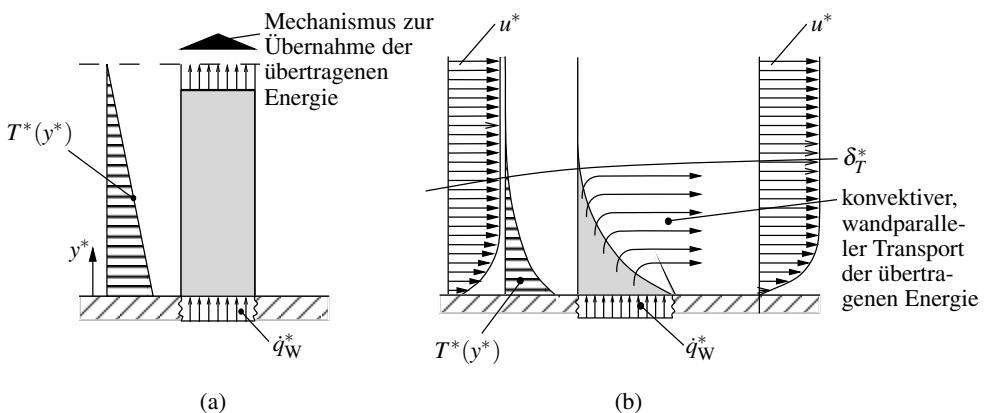 Mechanismus zur
Übernahme der
übertragenen
Energie
T*(y*)
y*
q̇*W
(a)
u*
u*
δ*T
konvektiver,
wandparalle-
ler Transport
der übertra-
genen Energie
T*(y*)
q̇*W
(b)